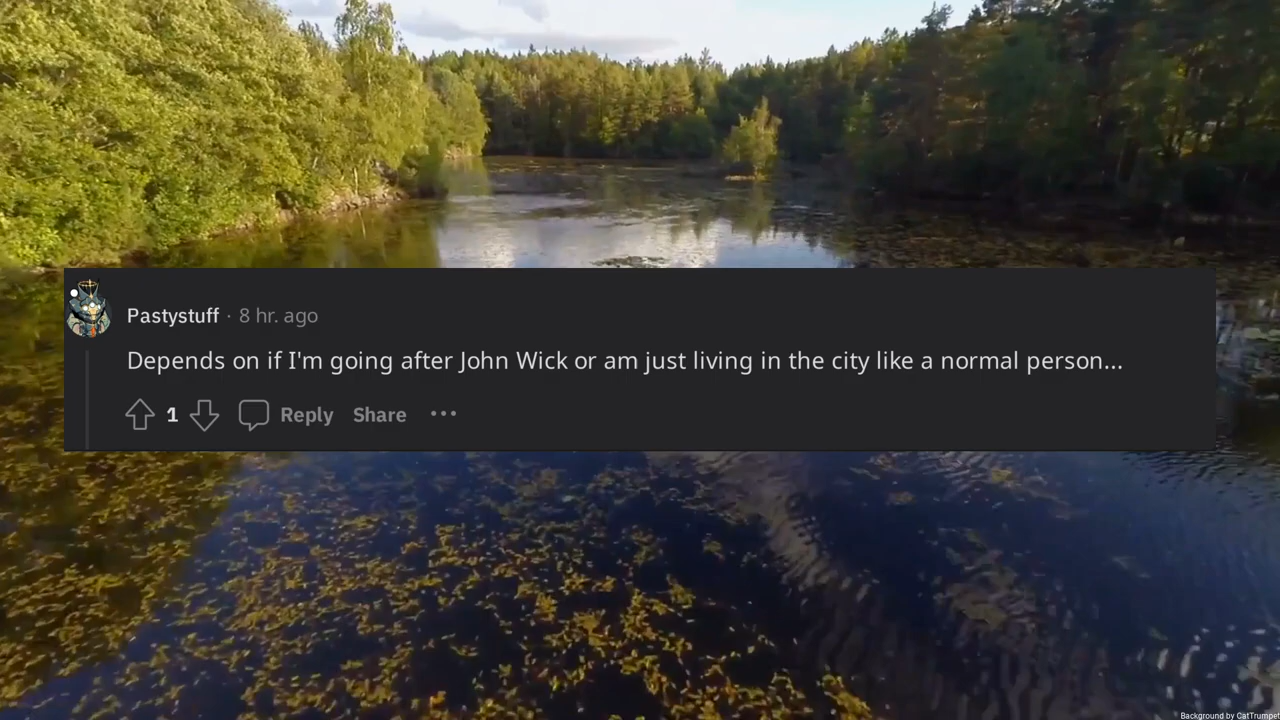 Pastystuff · 8 hr. ago
Depends on if I'm going after John Wick or am just living in the city like a normal person...
1 Reply Share ...
Background by CatTrumpet